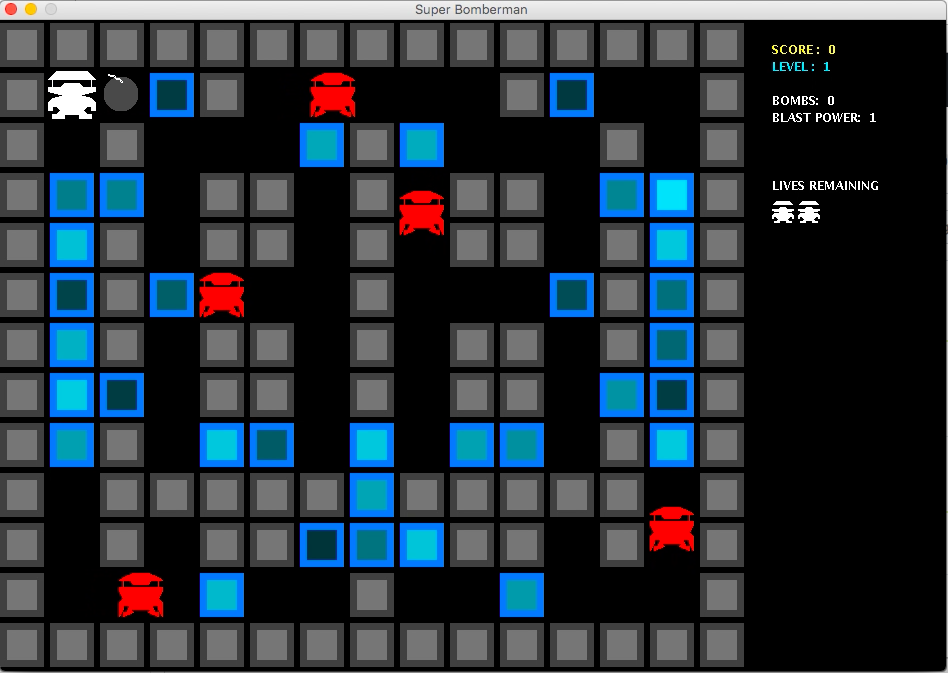 Super Bomberman
SCORE: 0
LEVEL: 1
BOMBS: 0
BLAST POWER: 1
LIVES REMAINING